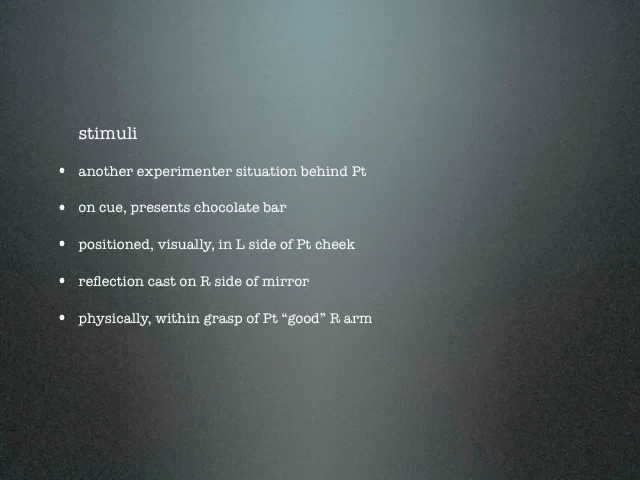 stimuli
• another experimenter situation behind Pt
• on cue, presents chocolate bar
• positioned, visually, in L side of Pt cheek
• reflection cast on R side of mirror
• physically, within grasp of Pt “good” R arm